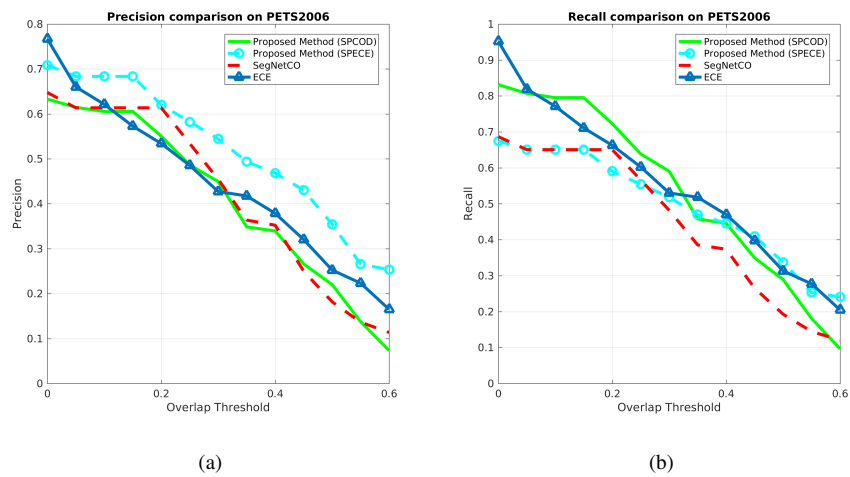 Precision comparison on PETS2006
Proposed Method (SPCOD)
Proposed Method (SPECE)
SegNetCO
ECE
0.8
0.7
0.6
0.5
0.4
0.3
0.2
0.1
0
Precision
0 0.2 0.4 0.6
Overlap Threshold
(a)
Recall comparison on PETS2006
Proposed Method (SPCOD)
Proposed Method (SPECE)
SegNetCO
ECE
1
0.9
0.8
0.7
0.6
0.5
0.4
0.3
0.2
0.1
0
Recall
0 0.2 0.4 0.6
Overlap Threshold
(b)